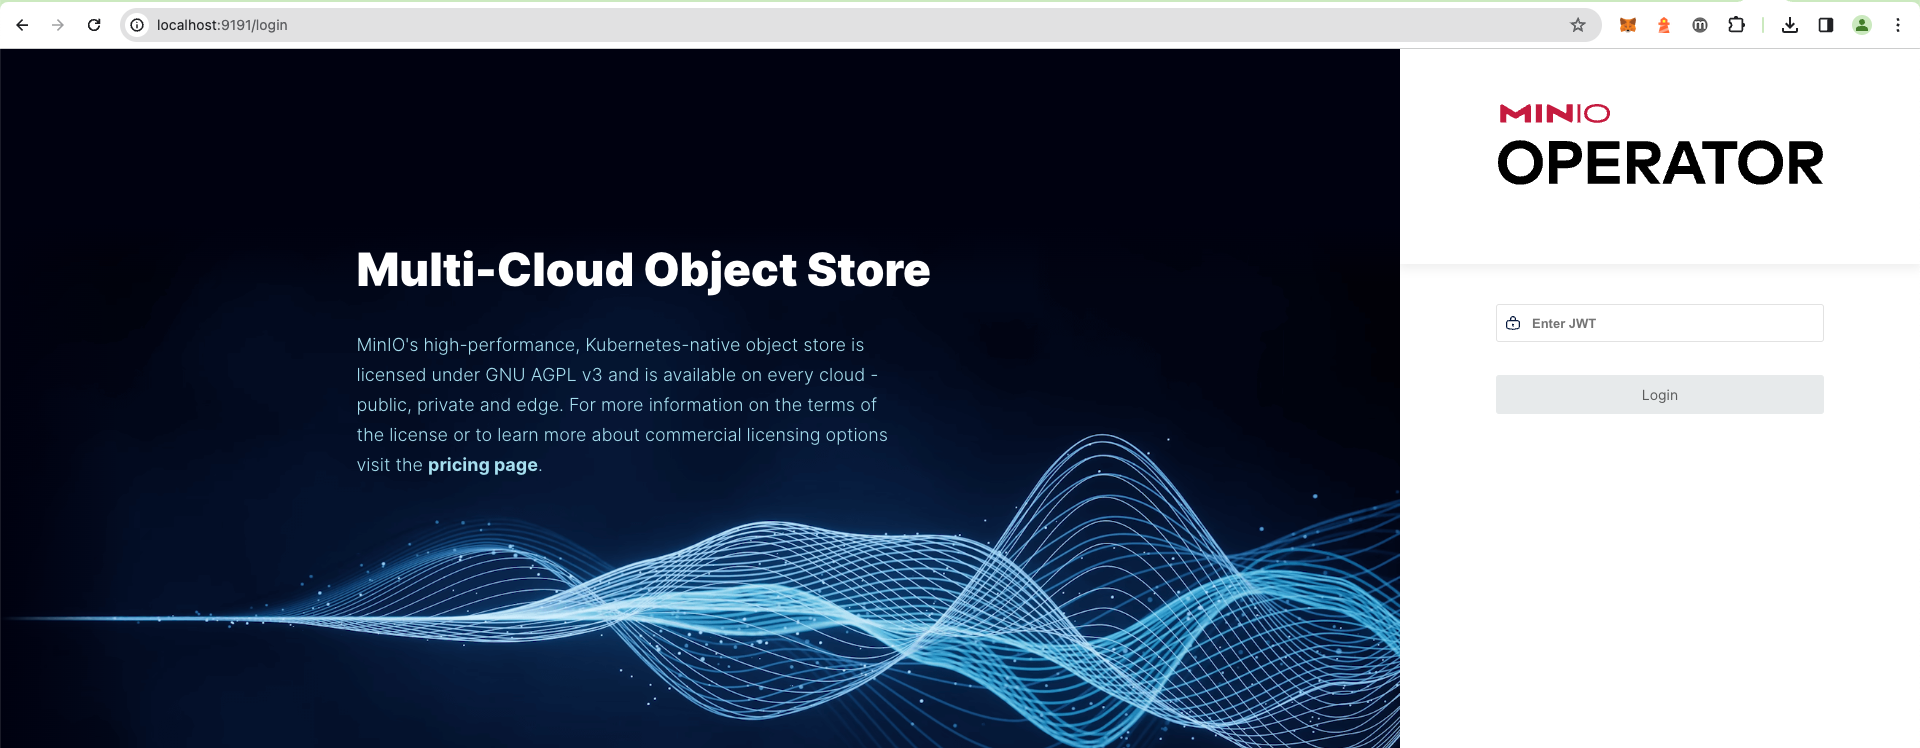 localhost:9191/login
MINIO
OPERATOR
Multi-Cloud Object Store
MinIO's high-performance, Kubernetes-native object store is
licensed under GNU AGPL v3 and is available on every cloud -
public, private and edge. For more information on the terms of
the license or to learn more about commercial licensing options
visit the pricing page.
Enter JWT
Login